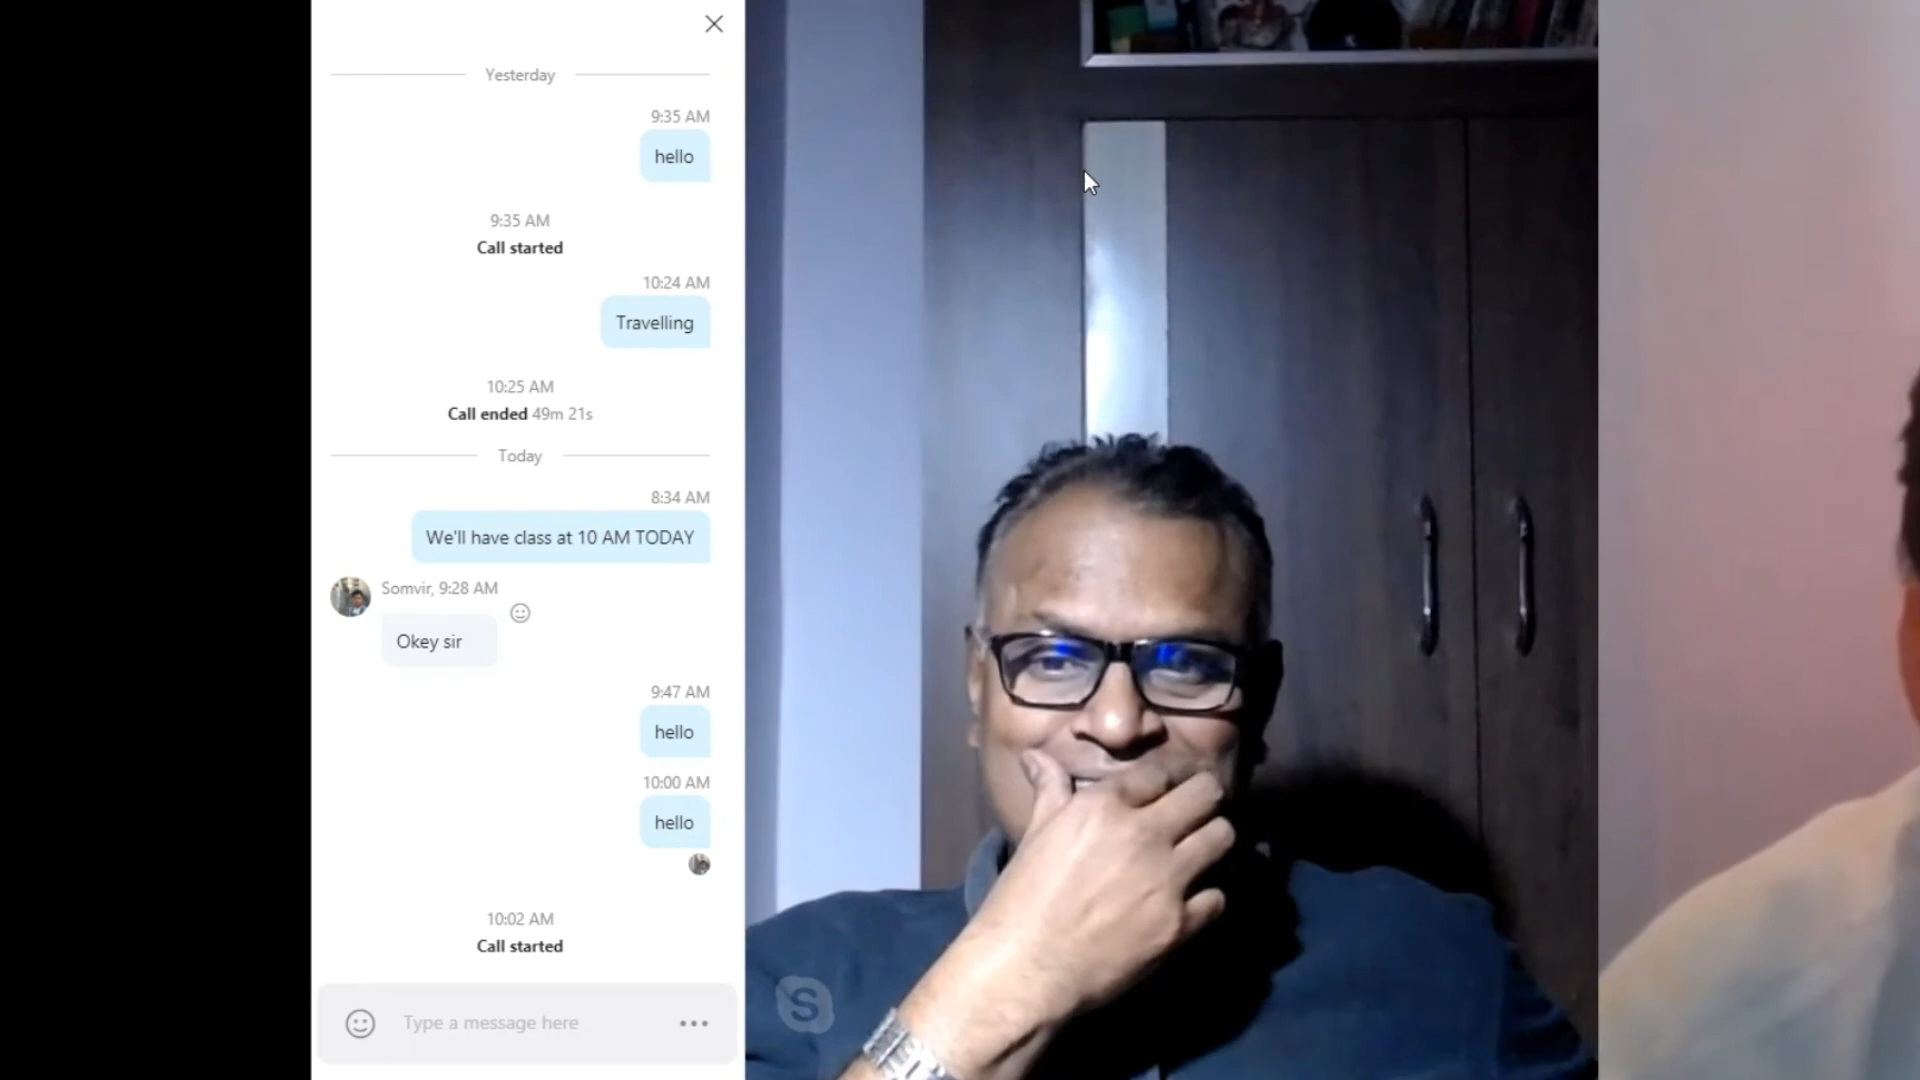 Yesterday
9:35 AM
hello
9:35 AM
Call started
10:24 AM
Travelling
10:25 AM
Call ended 49m 21s
Today
8:34 AM
We'll have class at 10 AM TODAY
Somvir, 9:28 AM
Okey sir
9:47 AM
hello
10:00 AM
hello
10:02 AM
Call started
Type a message here
S